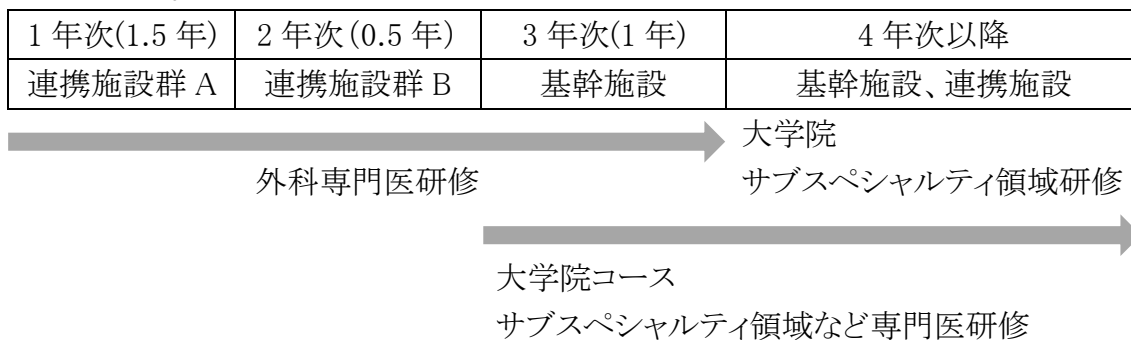 1 年次(1.5 年) 2 年次(0.5 年) 3 年次(1 年) 4 年次以降
連携施設群 A 連携施設群 B 基幹施設 基幹施設、連携施設
大学院
外科専門医研修 サブスペシャルティ領域研修
大学院コース
サブスペシャルティ領域など専門医研修